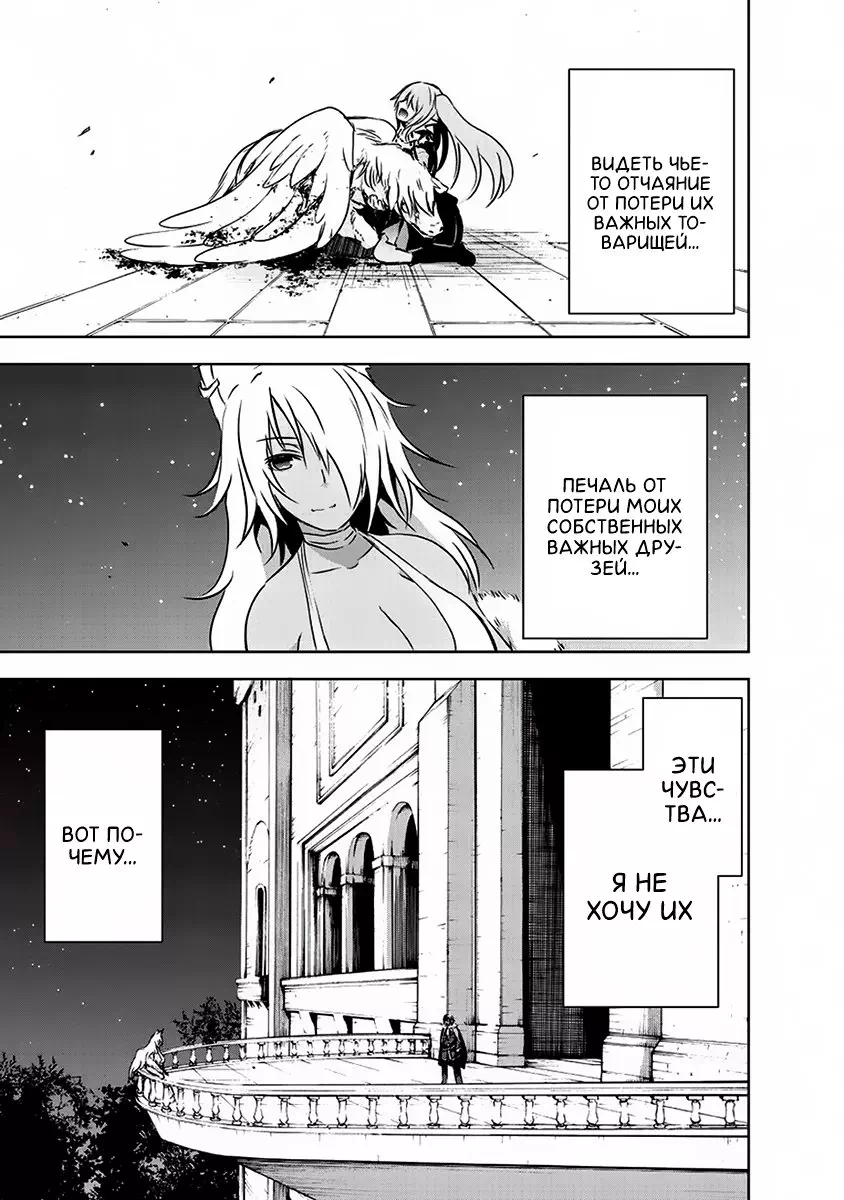 ВИДЕТЬ ЧЬЕ-
ТО ОТЧАЯНИЕ
ОТ ПОТЕРИ ИХ
ВАЖНЫХ ТО-
ВАРИЩЕЙ...
ПЕЧАЛЬ ОТ
ПОТЕРИ МОИХ
СОБСТВЕННЫХ
ВАЖНЫХ ДРУ-
ЗЕЙ...
ЭТИ
ЧУВС-
ТВА...
Я НЕ
ХОЧУ ИХ
ВОТ ПО-
ЧЕМУ...